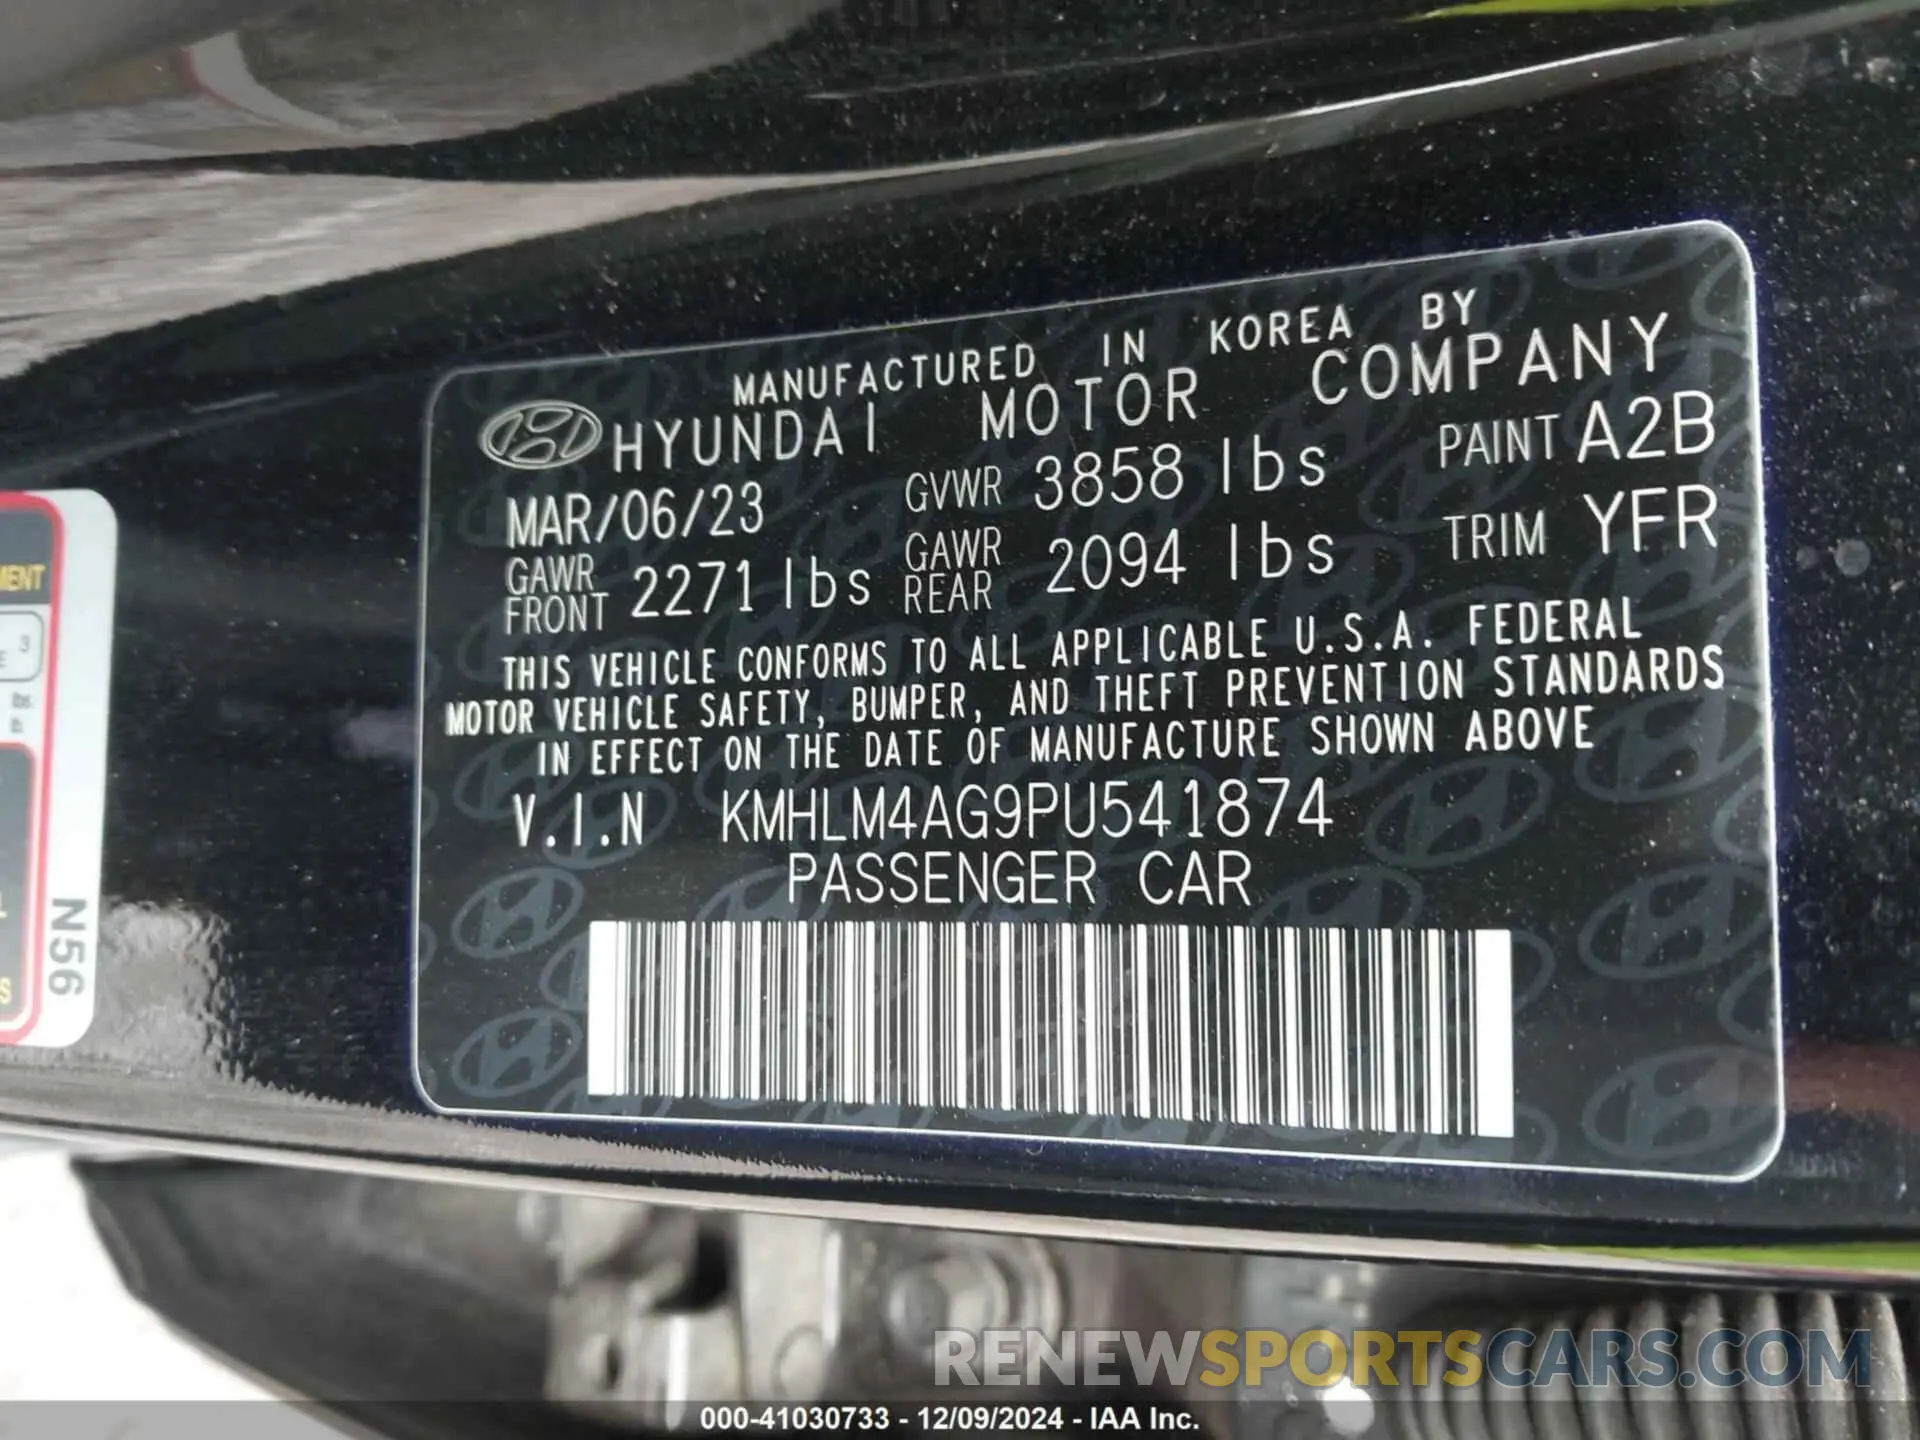 MANUFACTURED IN KOREA BY
HYUNDAI MOTOR COMPANY
MAR/06/23 GVWR 3858 lbs PAINT A2B
GAWR FRONT 2271 lbs GAWR REAR 2094 lbs TRIM YFR
THIS VEHICLE CONFORMS TO ALL APPLICABLE U.S.A. FEDERAL
MOTOR VEHICLE SAFETY, BUMPER, AND THEFT PREVENTION STANDARDS
IN EFFECT ON THE DATE OF MANUFACTURE SHOWN ABOVE
V.I.N KMHLM4AG9PU541874
PASSENGER CAR
3
lbs
N56
RENEWSPORTSCARS.COM
000-41030733 - 12/09/2024 - IAA Inc.